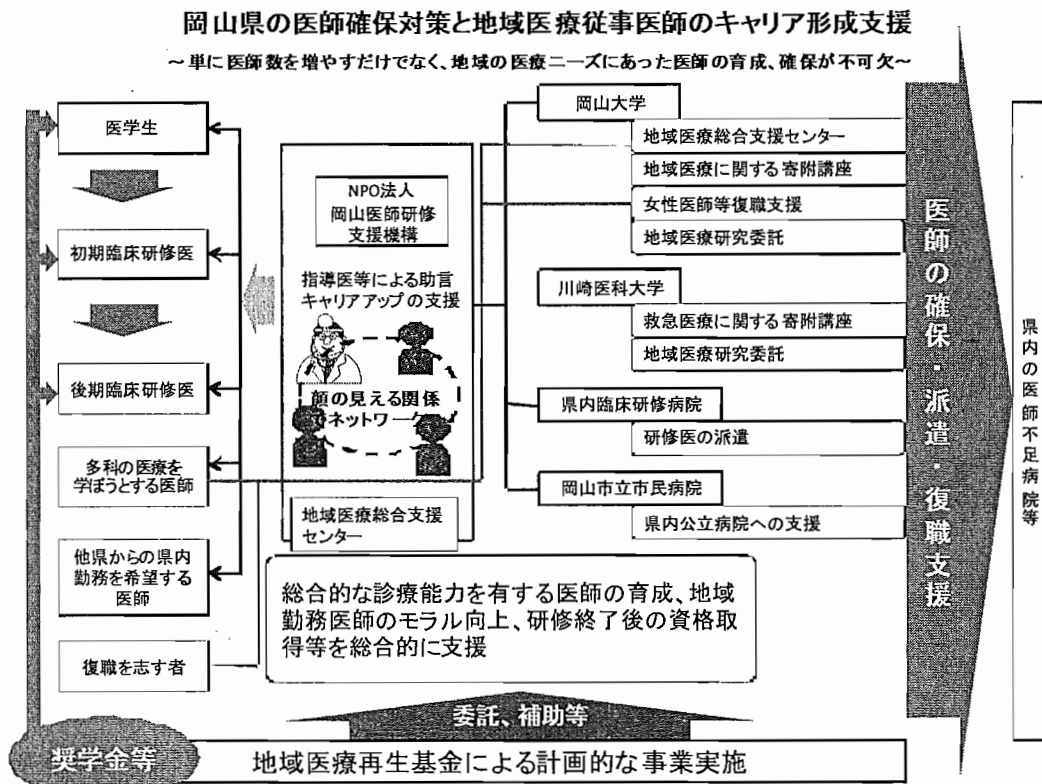 岡山県の医師確保対策と地域医療従事医師のキャリア形成支援
～単に医師数を増やすだけでなく、地域の医療ニーズにあった医師の育成、確保が不可欠～
医学生
初期臨床研修医
後期臨床研修医
多科の医療を
学ぼうとする医師
他県からの県内
勤務を希望する
医師
復職を志す者
奨学金等
NPO法人
岡山医師研修
支援機構
指導医等による助言
キャリアアップの支援
顔の見える関係
でネットワーク
地域医療総合支援
センター
岡山大学
地域医療総合支援センター
地域医療に関する寄附講座
女性医師等復職支援
地域医療研究委託
川崎医科大学
救急医療に関する寄附講座
地域医療研究委託
県内臨床研修病院
研修医の派遣
岡山市立市民病院
県内公立病院への支援
総合的な診療能力を有する医師の育成、地域
勤務医師のモラル向上、研修終了後の資格取
得等を総合的に支援
委託、補助等
地域医療再生基金による計画的な事業実施
医師の確保・派遣・復職支援
県内の医師不足病院等